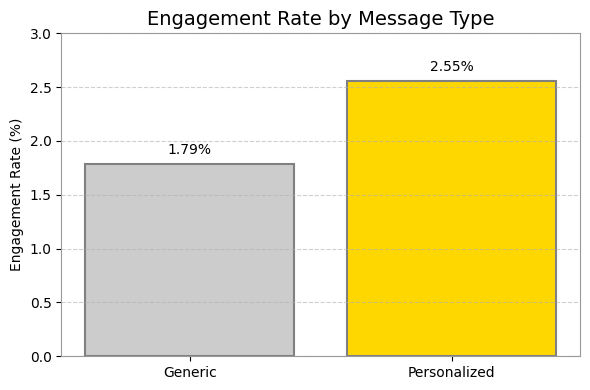 Engagement Rate by Message Type
Engagement Rate (%)
3.0
2.5
2.0
1.5
1.0
0.5
0.0
1.79%
2.55%
Generic
Personalized